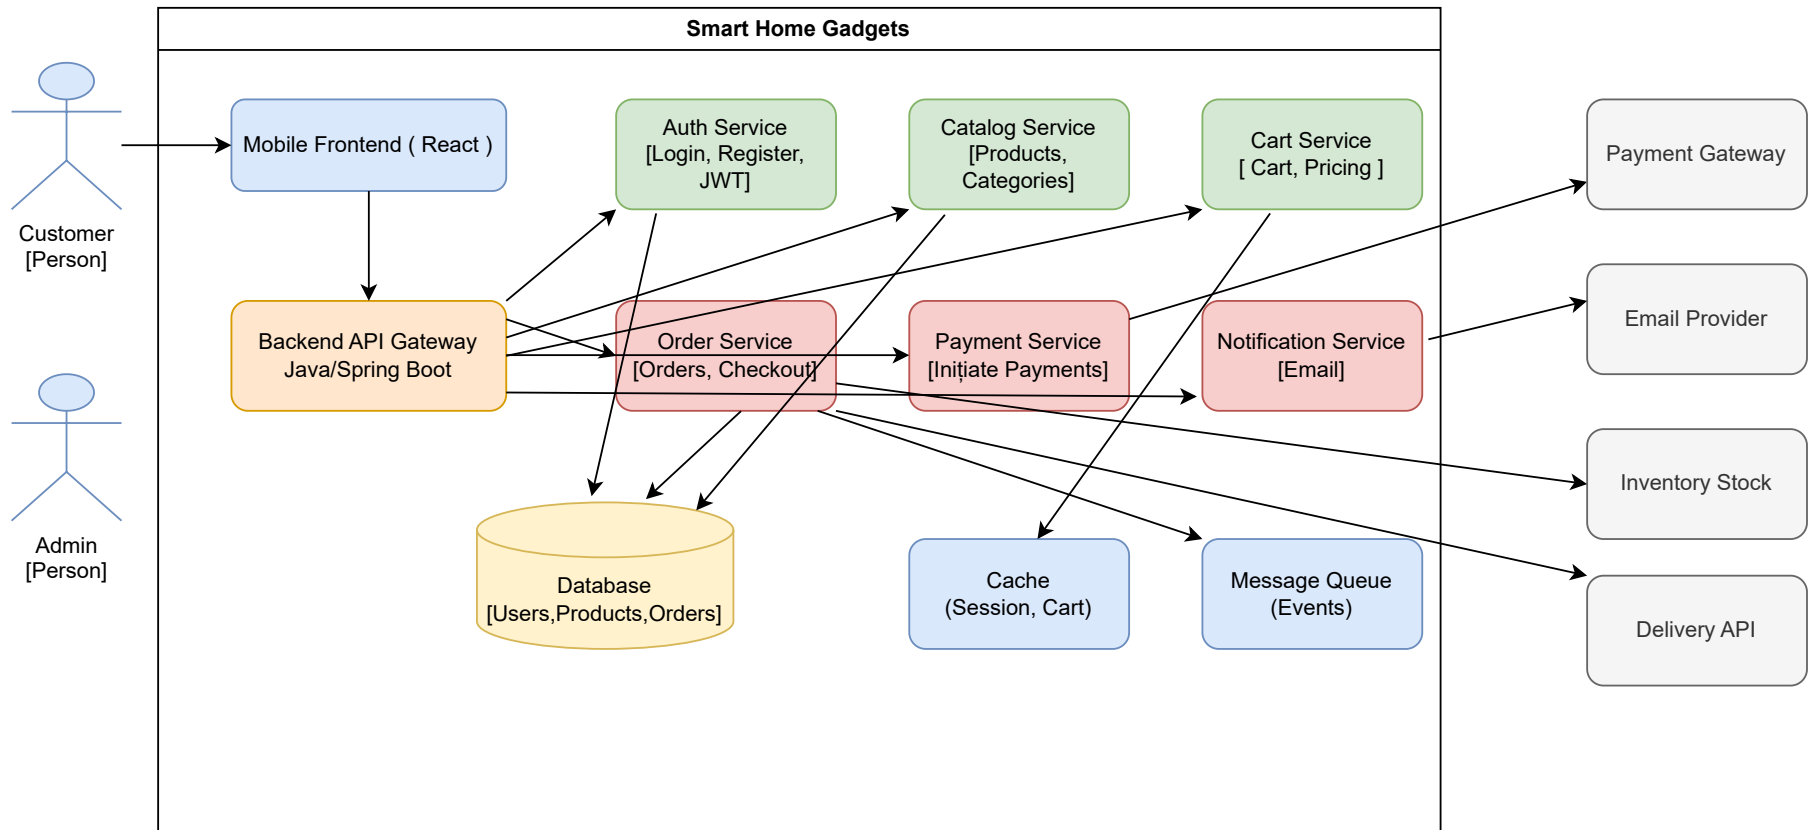 Smart Home Gadgets
Customer
[Person]
Mobile Frontend ( React )
Auth Service
[Login, Register,
JWT]
Catalog Service
[Products,
Categories]
Cart Service
[ Cart, Pricing ]
Payment Gateway
Backend API Gateway
Java/Spring Boot
Order Service
[Orders, Checkout]
Payment Service
[Inițiate Payments]
Notification Service
[Email]
Email Provider
Admin
[Person]
Database
[Users,Products,Orders]
Cache
(Session, Cart)
Message Queue
(Events)
Inventory Stock
Delivery API